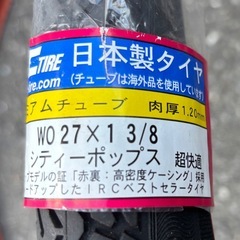 TIRE
日本製タイヤ
re.com
(チューブは海外品を使用しています
アムチューブ 肉厚1.20mm
WO 27×1 3/8
シティーポップス 超快適
プモデルの証「赤裏:高密度ケーシング」採用
ードアップしたIRCベストセラータイヤ